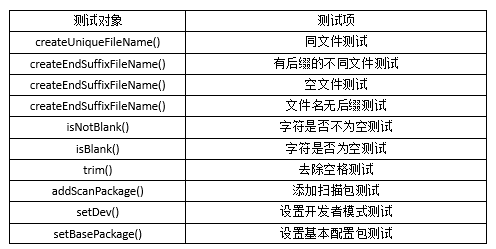 测试对象 测试项
createUniqueFileName() 同文件测试
createEndSuffixFileName() 有后缀的不同文件测试
createEndSuffixFileName() 空文件测试
createEndSuffixFileName() 文件名无后缀测试
isNotBlank() 字符是否不为空测试
isBlank() 字符是否为空测试
trim() 去除空格测试
addScanPackage() 添加扫描包测试
setDev() 设置开发者模式测试
setBasePackage() 设置基本配置包测试